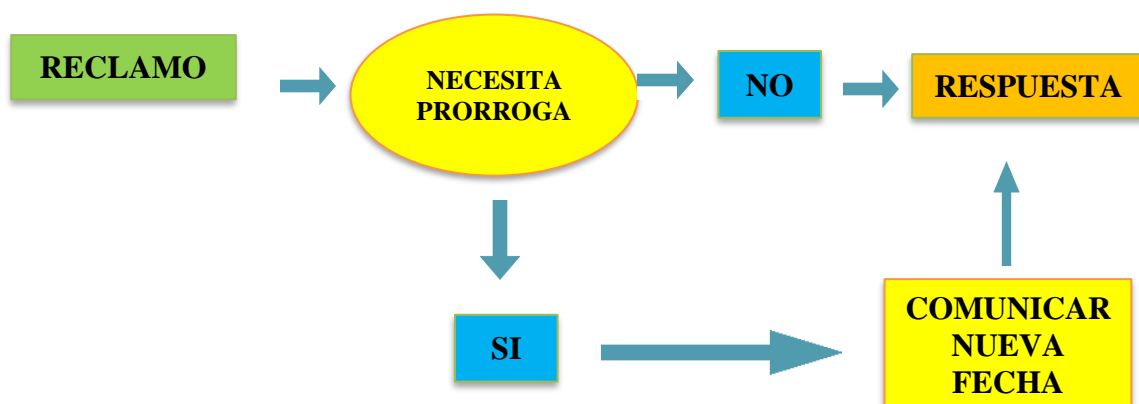 RECLAMO
NECESITA
PRORROGA
NO
RESPUESTA
SI
COMUNICAR
NUEVA
FECHA